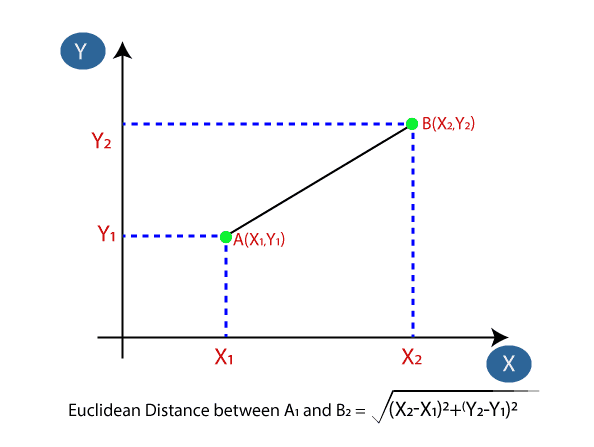 Y
Y₂
B(X₂,Y₂)
Y₁
A(X₁,Y₁)
X₁
X₂
X
Euclidean Distance between A₁ and B₂ = √(X₂-X₁)²+(Y₂-Y₁)²